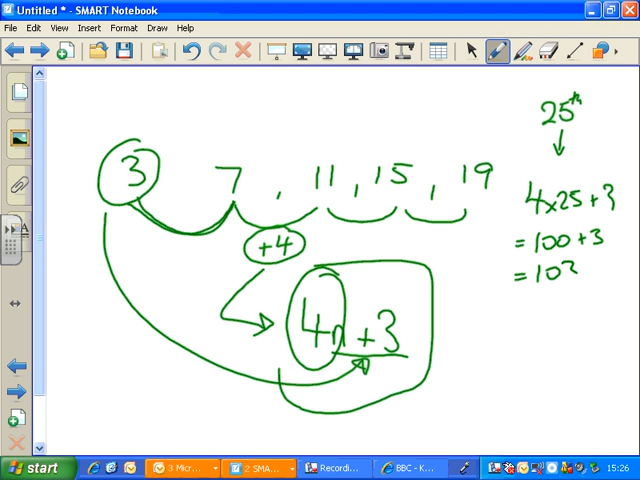 Untitled * - SMART Notebook
File Edit View Insert Format Draw Help
25th
3 7 , 11 , 15 , 19
4x25+3
+4
= 100 + 3
= 103
4n + 3
start
3 Micr...
2 SMA...
Recordi...
BBC - K...
15:26